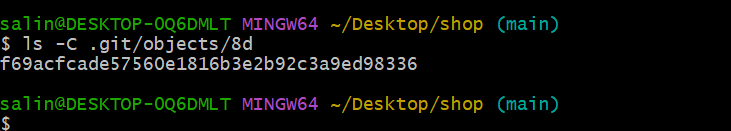 salin@DESKTOP-OQ6DMLT MINGW64 ~/Desktop/shop (main)
$ ls -C .git/objects/8d
f69acfcade57560e1816b3e2b92c3a9ed98336
salin@DESKTOP-OQ6DMLT MINGW64 ~/Desktop/shop (main)
$